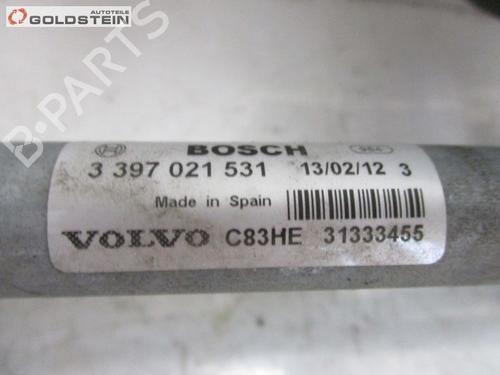 AUTOTEILE
GOLDSTEIN
B-PARTS
BOSCH
3 397 021 531 13/02/12 3
Made in Spain
VOLVO C83HE 31333455